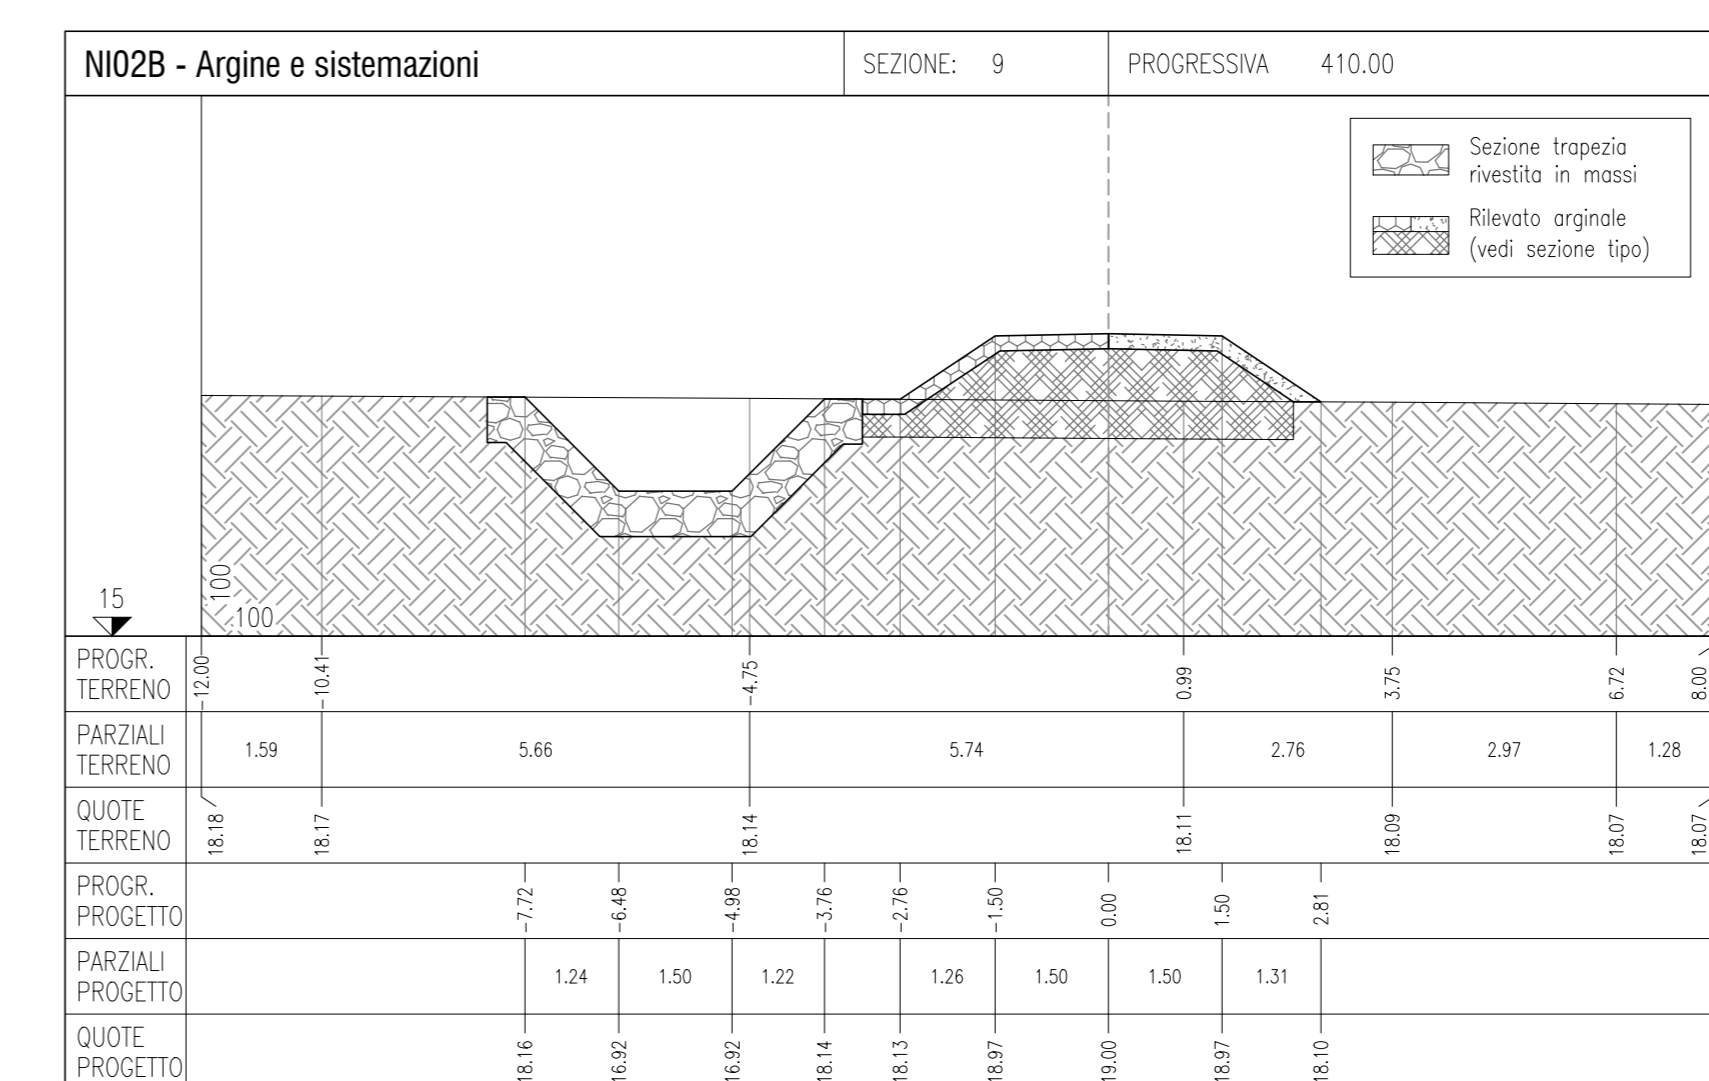 NI02B - Argine e sistemazioni
SEZIONE: 9
PROGRESSIVA 410.00
Sezione trapezia
rivestita in massi
Rilevato arginale
(vedi sezione tipo)
100
100
15
PROGR.
TERRENO
-12.00
-10.41
-4.75
0.999
3.75
6.72
8.00
PARZIALI
TERRENO
1.59
5.66
5.74
2.76
2.97
1.28
QUOTE
TERRENO
18.18
18.17
18.14
18.11
18.09
18.07
18.07
PROGR.
PROGETTO
-7.72
-6.48
-4.98
-3.76
-2.76
-1.50
0.00
1.50
2.81
PARZIALI
PROGETTO
1.24
1.50
1.22
1.26
1.50
1.50
1.31
QUOTE
PROGETTO
18.16
16.92
16.92
18.14
18.13
18.97
19.00
18.97
18.10